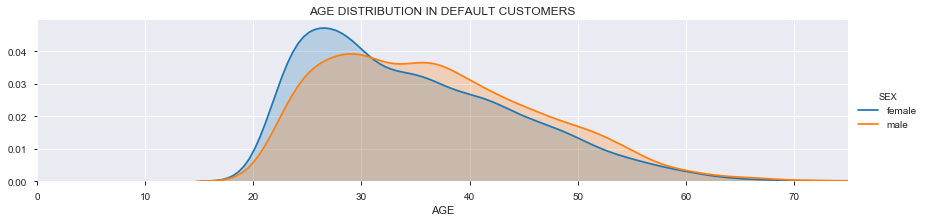 AGE DISTRIBUTION IN DEFAULT CUSTOMERS
0.04
0.03
0.02
0.01
0.00
0 10 20 30 40 50 60 70
AGE
SEX
female
male